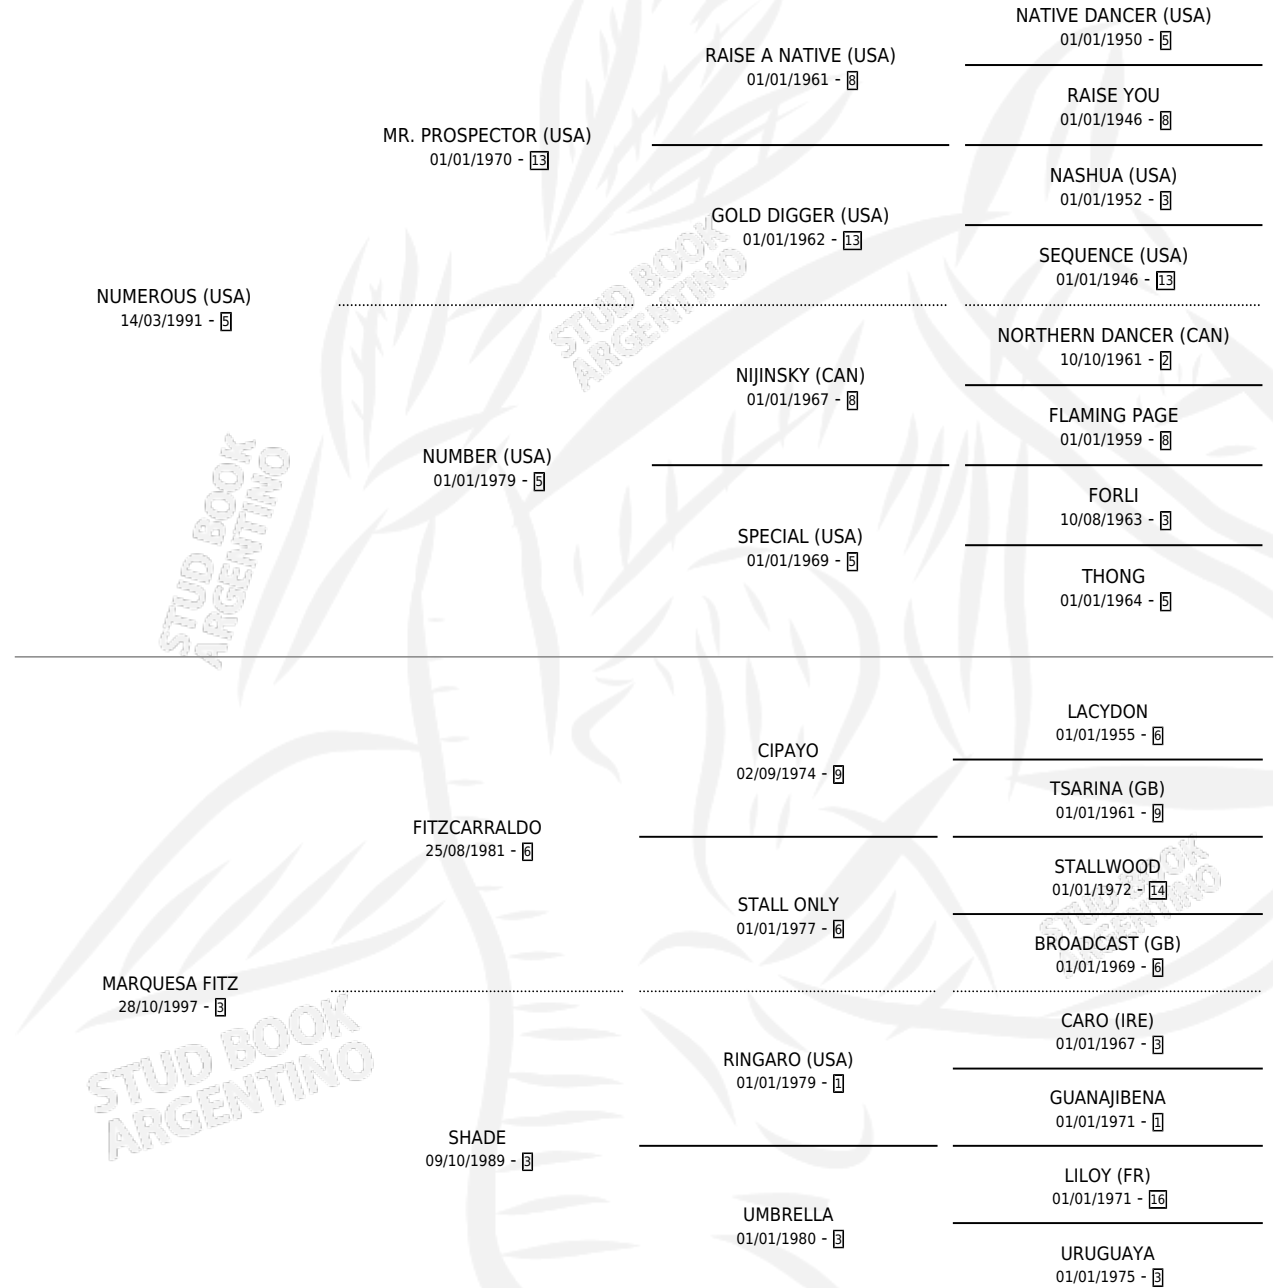 NATIVE DANCER (USA)
01/01/1950 - 5
RAISE A NATIVE (USA)
01/01/1961 - 8
RAISE YOU
01/01/1946 - 8
MR. PROSPECTOR (USA)
01/01/1970 - 13
NASHUA (USA)
01/01/1952 - 3
GOLD DIGGER (USA)
01/01/1962 - 13
SEQUENCE (USA)
01/01/1946 - 13
NUMEROUS (USA)
14/03/1991 - 5
STUD BOOK
ARGENTINO
NORTHERN DANCER (CAN)
10/10/1961 - 2
NIJINSKY (CAN)
01/01/1967 - 8
FLAMING PAGE
01/01/1959 - 8
NUMBER (USA)
01/01/1979 - 5
FORLI
10/08/1963 - 3
SPECIAL (USA)
01/01/1969 - 5
THONG
01/01/1964 - 5
STUD BOOK
ARGENTINO
LACYDON
01/01/1955 - 6
CIPAYO
02/09/1974 - 9
TSARINA (GB)
01/01/1961 - 9
FITZCARRALDO
25/08/1981 - 6
STALLWOOD
01/01/1972 - 14
STALL ONLY
01/01/1977 - 6
BROADCAST (GB)
01/01/1969 - 6
STUD BOOK
ARGENTINO
MARQUESA FITZ
28/10/1997 - 3
CARO (IRE)
01/01/1967 - 3
RINGARO (USA)
01/01/1979 - 1
GUANAJIBENA
01/01/1971 - 1
STUD BOOK
ARGENTINO
SHADE
09/10/1989 - 3
LILOY (FR)
01/01/1971 - 16
UMBRELLA
01/01/1980 - 3
URUGUAYA
01/01/1975 - 3